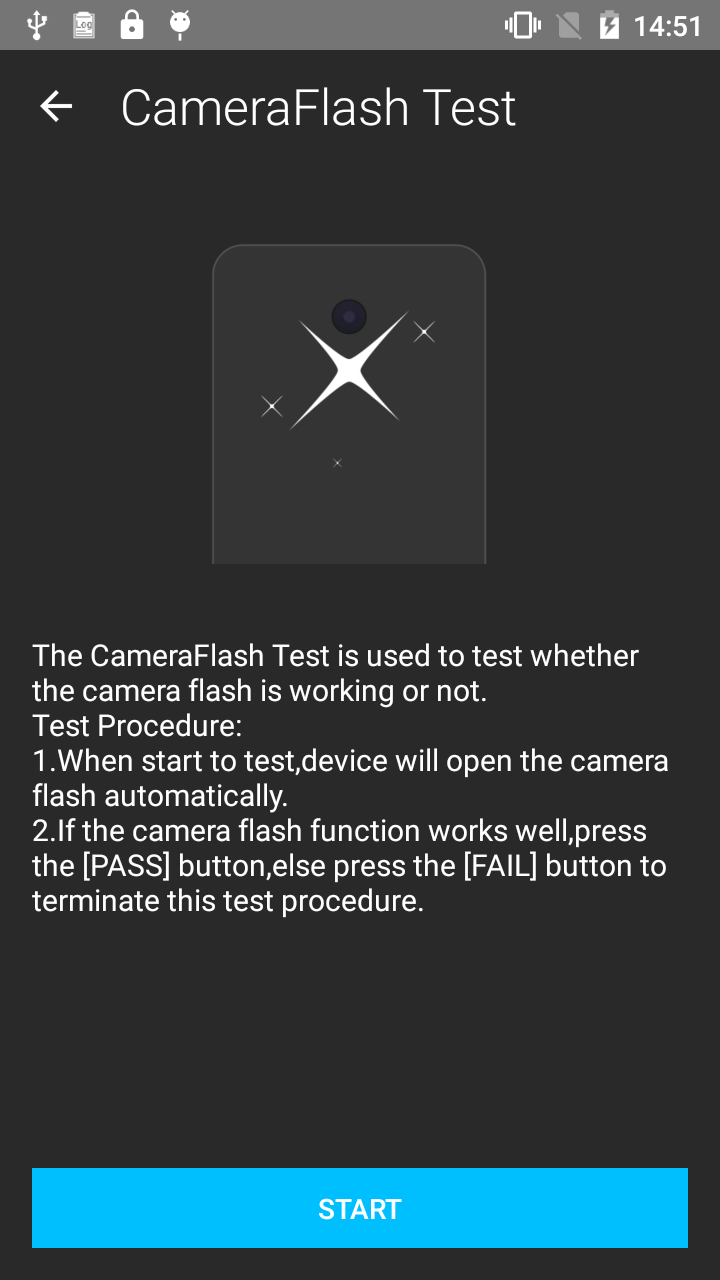 Log
14:51
CameraFlash Test
The CameraFlash Test is used to test whether
the camera flash is working or not.
Test Procedure:
1.When start to test,device will open the camera
flash automatically.
2.If the camera flash function works well,press
the [PASS] button,else press the [FAIL] button to
terminate this test procedure.
START